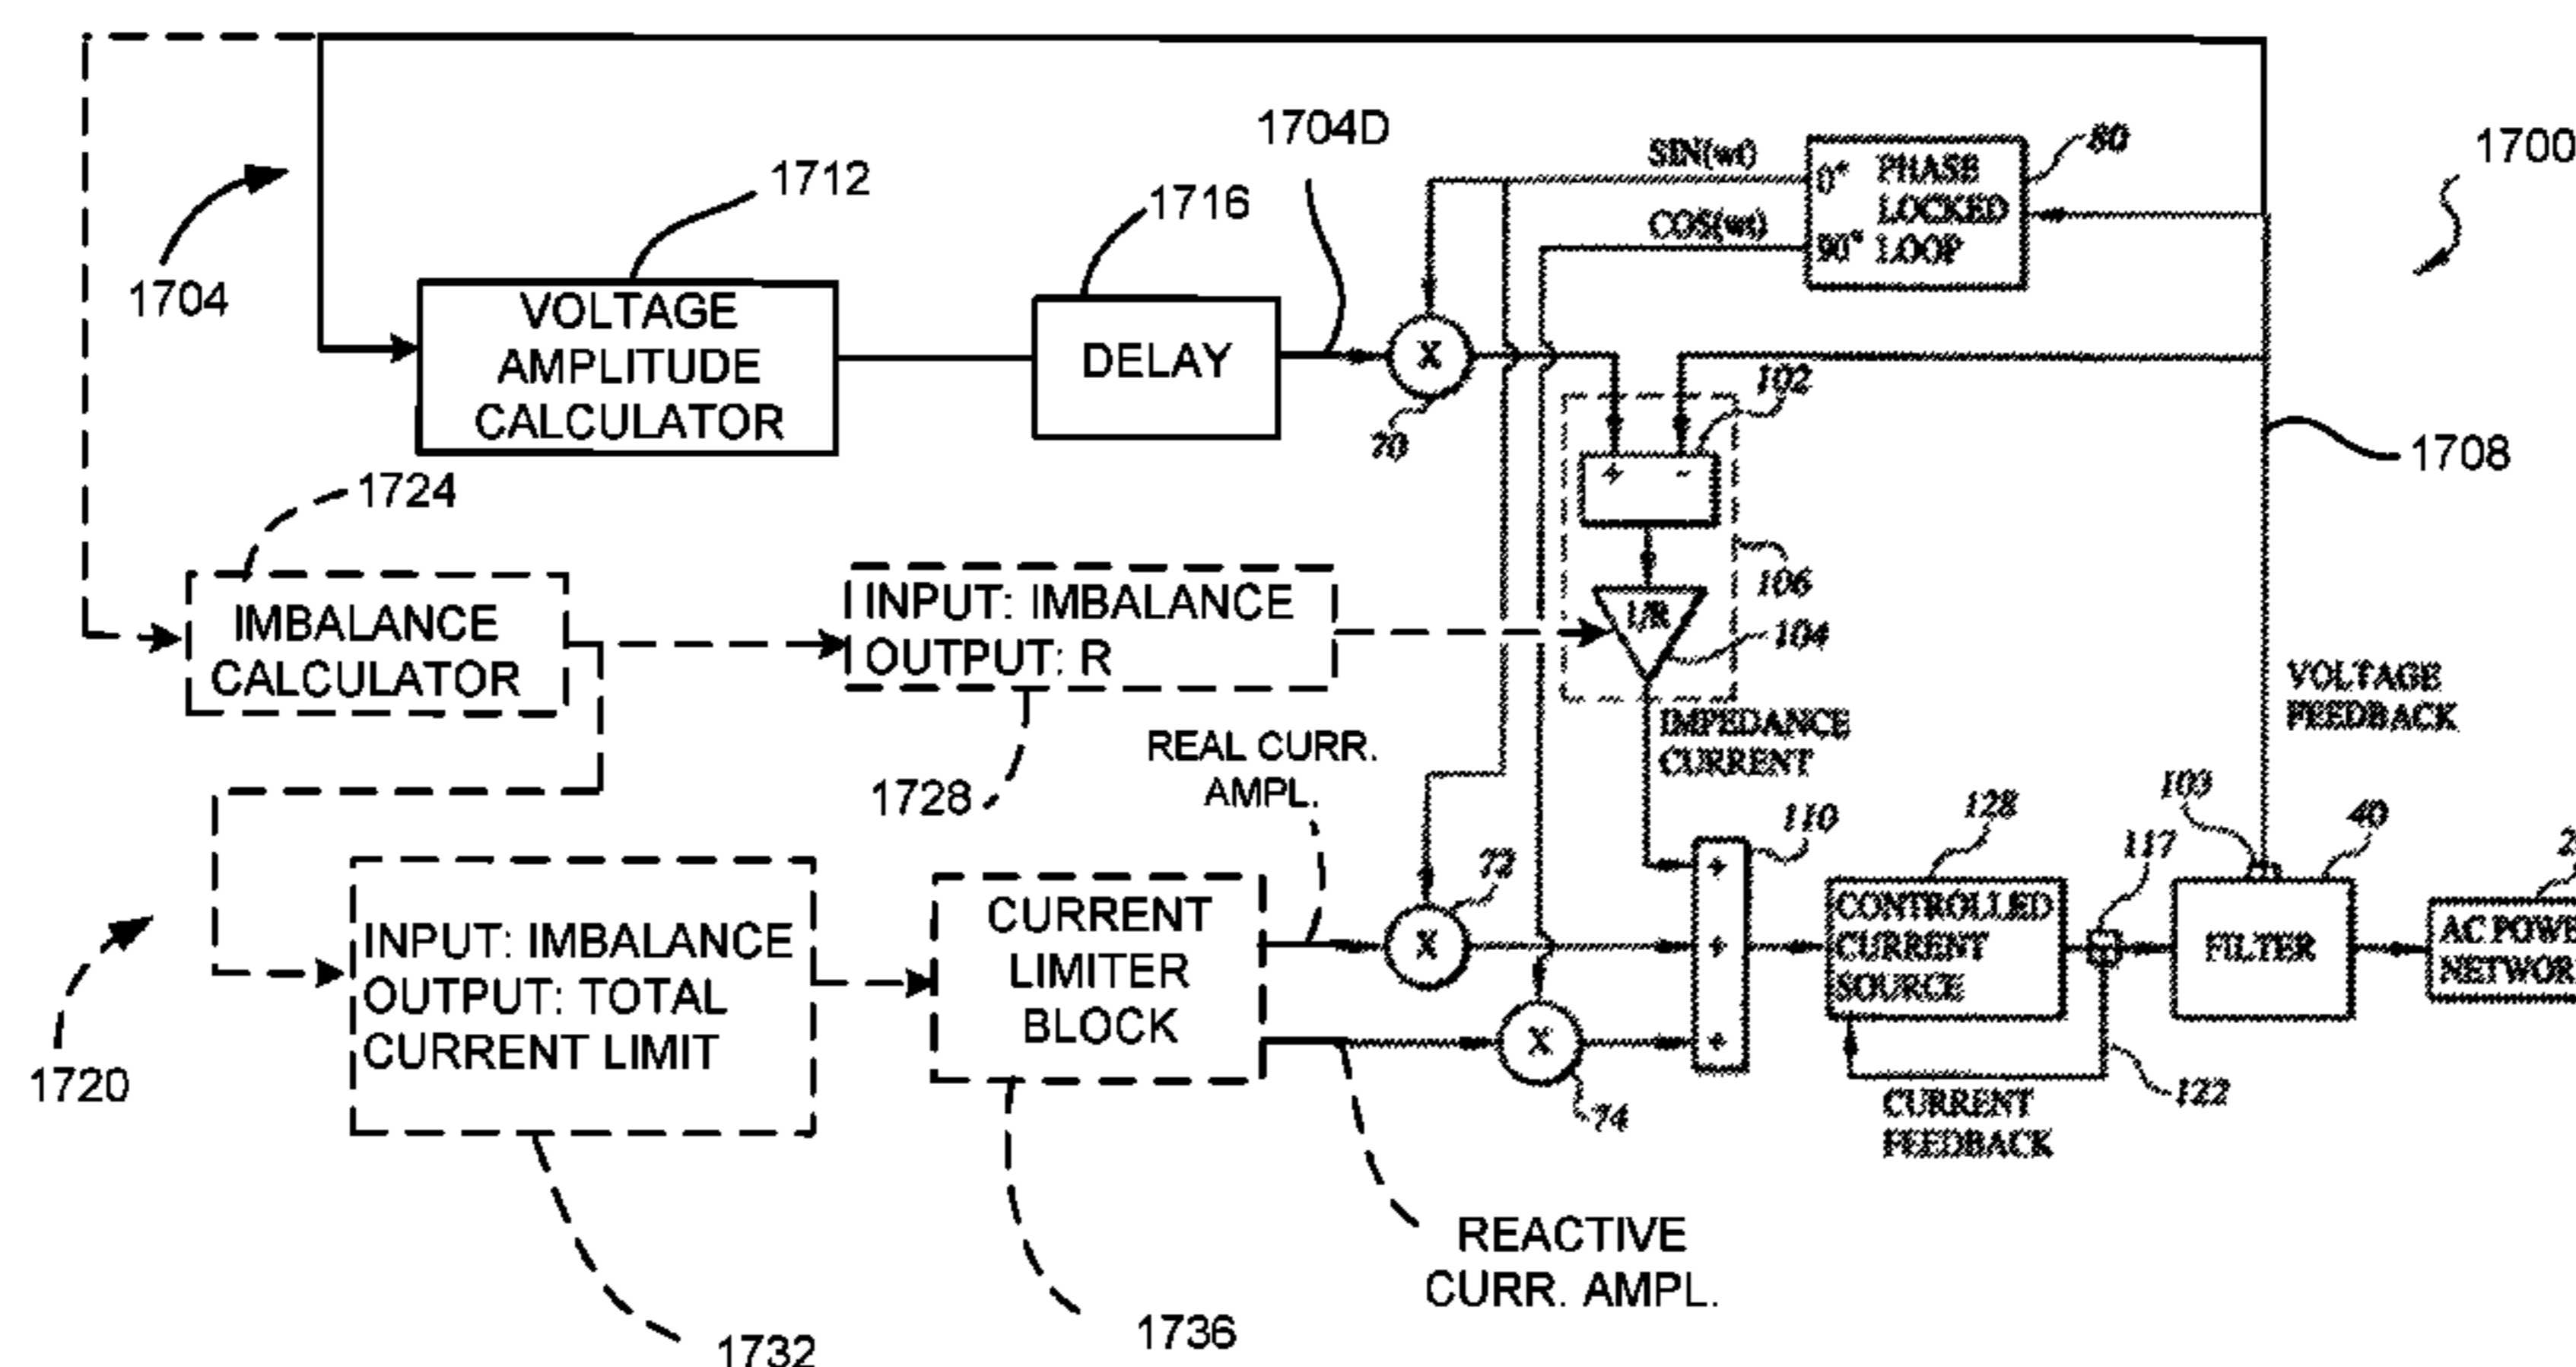 1704D
SIN(wt)
0° PHASE
LOCKED
90° LOOP
COS(wt)
80
1700
1712
1716
1704
VOLTAGE
AMPLITUDE
CALCULATOR
DELAY
X
70
102
+ -
1708
1724
IMBALANCE
CALCULATOR
INPUT: IMBALANCE
OUTPUT: R
1/R
106
104
1728
IMPEDANCE
CURRENT
VOLTAGE
FEEDBACK
REAL CURR.
AMPL.
INPUT: IMBALANCE
OUTPUT: TOTAL
CURRENT LIMIT
CURRENT
LIMITER
BLOCK
72
X
74
X
110
+
+
+
128
CONTROLLED
CURRENT
SOURCE
117
103
40
FILTER
122
CURRENT
FEEDBACK
1720
REACTIVE
CURR. AMPL.
1732
1736